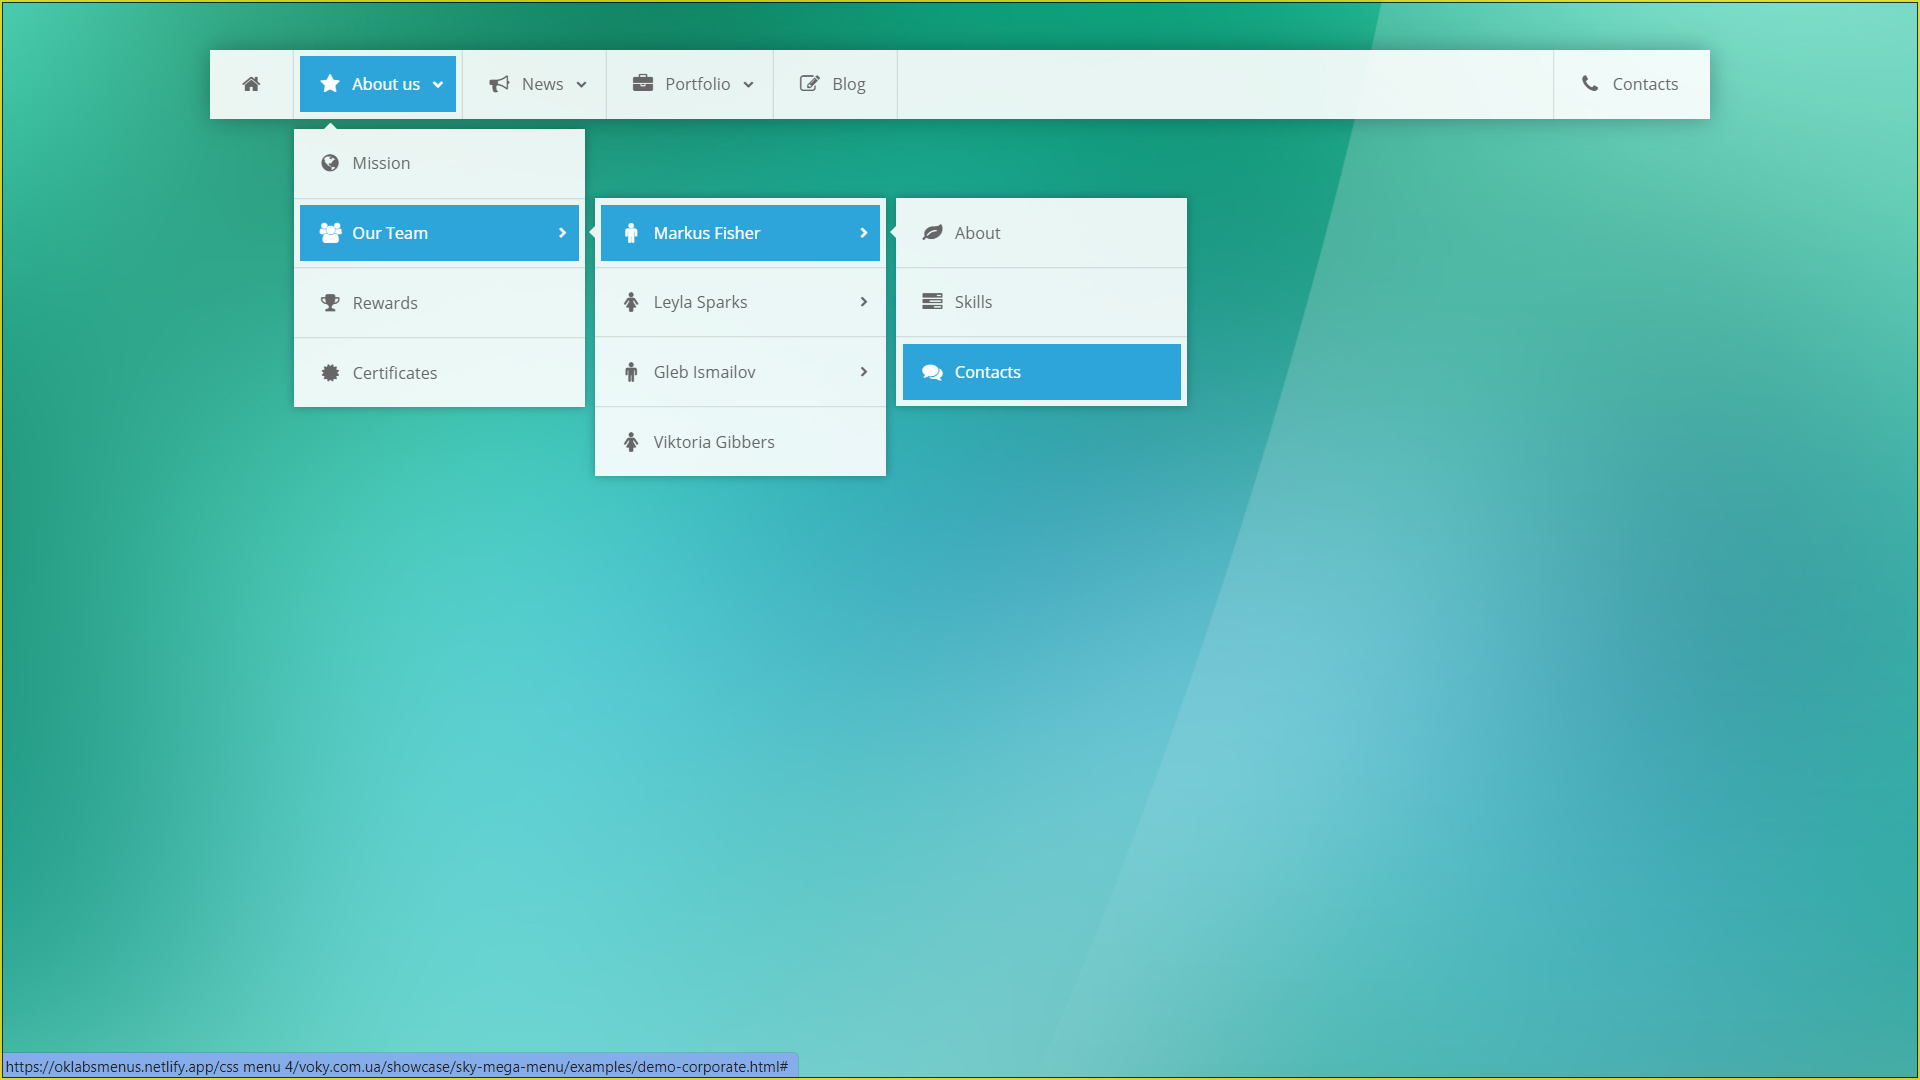 About us
News
Portfolio
Blog
Contacts
Mission
Our Team
Rewards
Certificates
Markus Fisher
Leyla Sparks
Gleb Ismailov
Viktoria Gibbers
About
Skills
Contacts
https://oklabsmenus.netlify.app/css menu 4/voky.com.ua/showcase/sky-mega-menu/examples/demo-corporate.html#